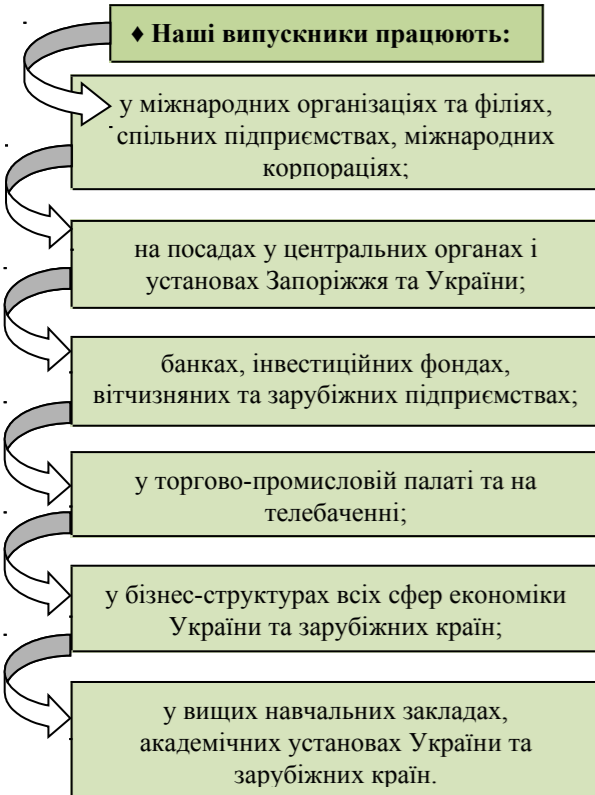 ♦ Наші випускники працюють:
у міжнародних організаціях та філіях,
спільних підприємствах, міжнародних
корпораціях;
на посадах у центральних органах і
установах Запоріжжя та України;
банках, інвестиційних фондах,
вітчизняних та зарубіжних підприємствах;
у торгово-промисловій палаті та на
телебаченні;
у бізнес-структурах всіх сфер економіки
України та зарубіжних країн;
у вищих навчальних закладах,
академічних установах України та
зарубіжних країн.